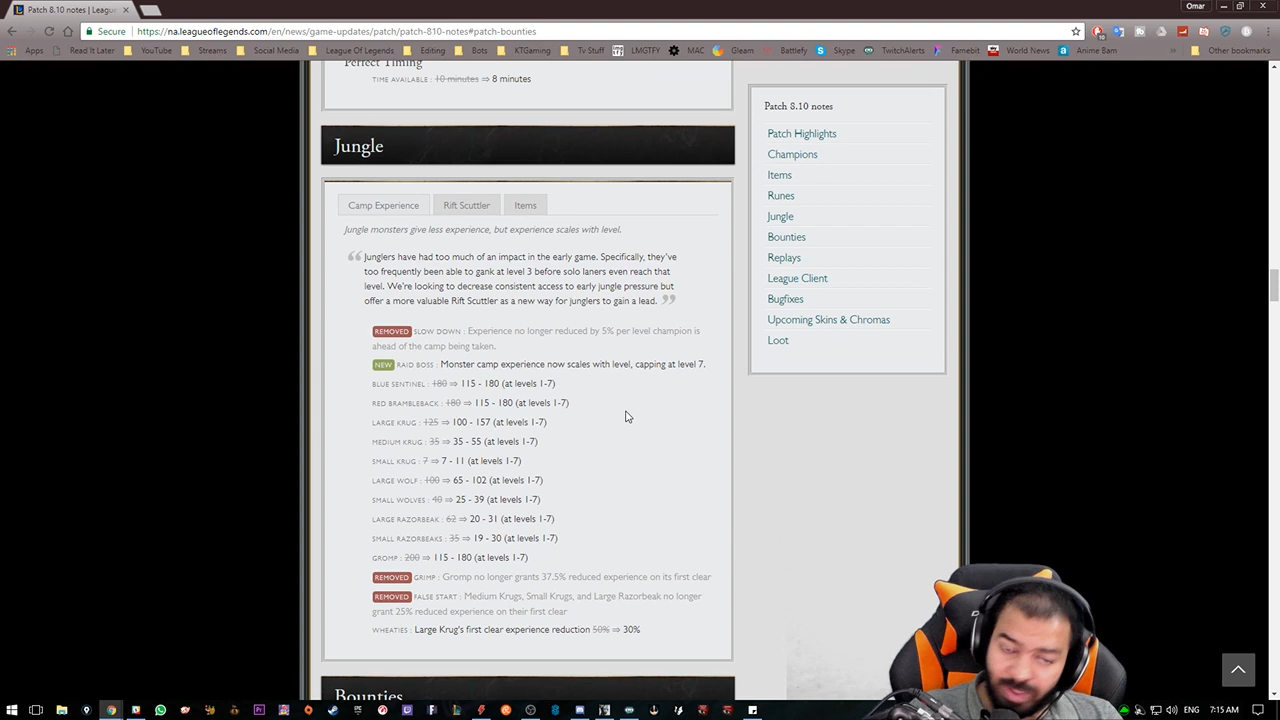 Patch 8.10 notes - Leagu
Omar
Secure
https://na.leagueoflegends.com/en/news/game-updates/patch/patch-810-notes#patch-bounties
Apps
Read It Later
YouTube
Streams
Social Media
League Of Legends
Editing
Bots
KTGaming
Tv Stuff
LMGTFY
MAC
Gleam
Battlefy
Skype
TwitchAlerts
Famebit
World News
Anime Bam
Other bookmarks
Perfect Timing
TIME AVAILABLE : 10 minutes ⇒ 8 minutes
Jungle
Camp Experience
Rift Scuttler
Items
Jungle monsters give less experience, but experience scales with level.
Junglers have had too much of an impact in the early game. Specifically, they've
too frequently been able to gank at level 3 before solo laners even reach that
level. We're looking to decrease consistent access to early jungle pressure but
offer a more valuable Rift Scuttler as a new way for junglers to gain a lead.
REMOVED SLOW DOWN : Experience no longer reduced by 5% per level champion is
ahead of the camp being taken.
NEW RAID BOSS : Monster camp experience now scales with level, capping at level 7.
BLUE SENTINEL : 180 ⇒ 115 - 180 (at levels 1-7)
RED BRAMBLEBACK : 180 ⇒ 115 - 180 (at levels 1-7)
LARGE KRUG : 125 ⇒ 100 - 157 (at levels 1-7)
MEDIUM KRUG : 35 ⇒ 35 - 55 (at levels 1-7)
SMALL KRUG : 7 ⇒ 7 - 11 (at levels 1-7)
LARGE WOLF : 100 ⇒ 65 - 102 (at levels 1-7)
SMALL WOLVES : 40 ⇒ 25 - 39 (at levels 1-7)
LARGE RAZORBEAK : 62 ⇒ 20 - 31 (at levels 1-7)
SMALL RAZORBEAKS : 35 ⇒ 19 - 30 (at levels 1-7)
GROMP : 200 ⇒ 115 - 180 (at levels 1-7)
REMOVED GRIMP : Gromp no longer grants 37.5% reduced experience on its first clear
REMOVED FALSE START : Medium Krugs, Small Krugs, and Large Razorbeak no longer
grant 25% reduced experience on their first clear
WHEATIES : Large Krug's first clear experience reduction 50% ⇒ 30%
Bounties
Patch 8.10 notes
Patch Highlights
Champions
Items
Runes
Jungle
Bounties
Replays
League Client
Bugfixes
Upcoming Skins & Chromas
Loot
7:15 AM